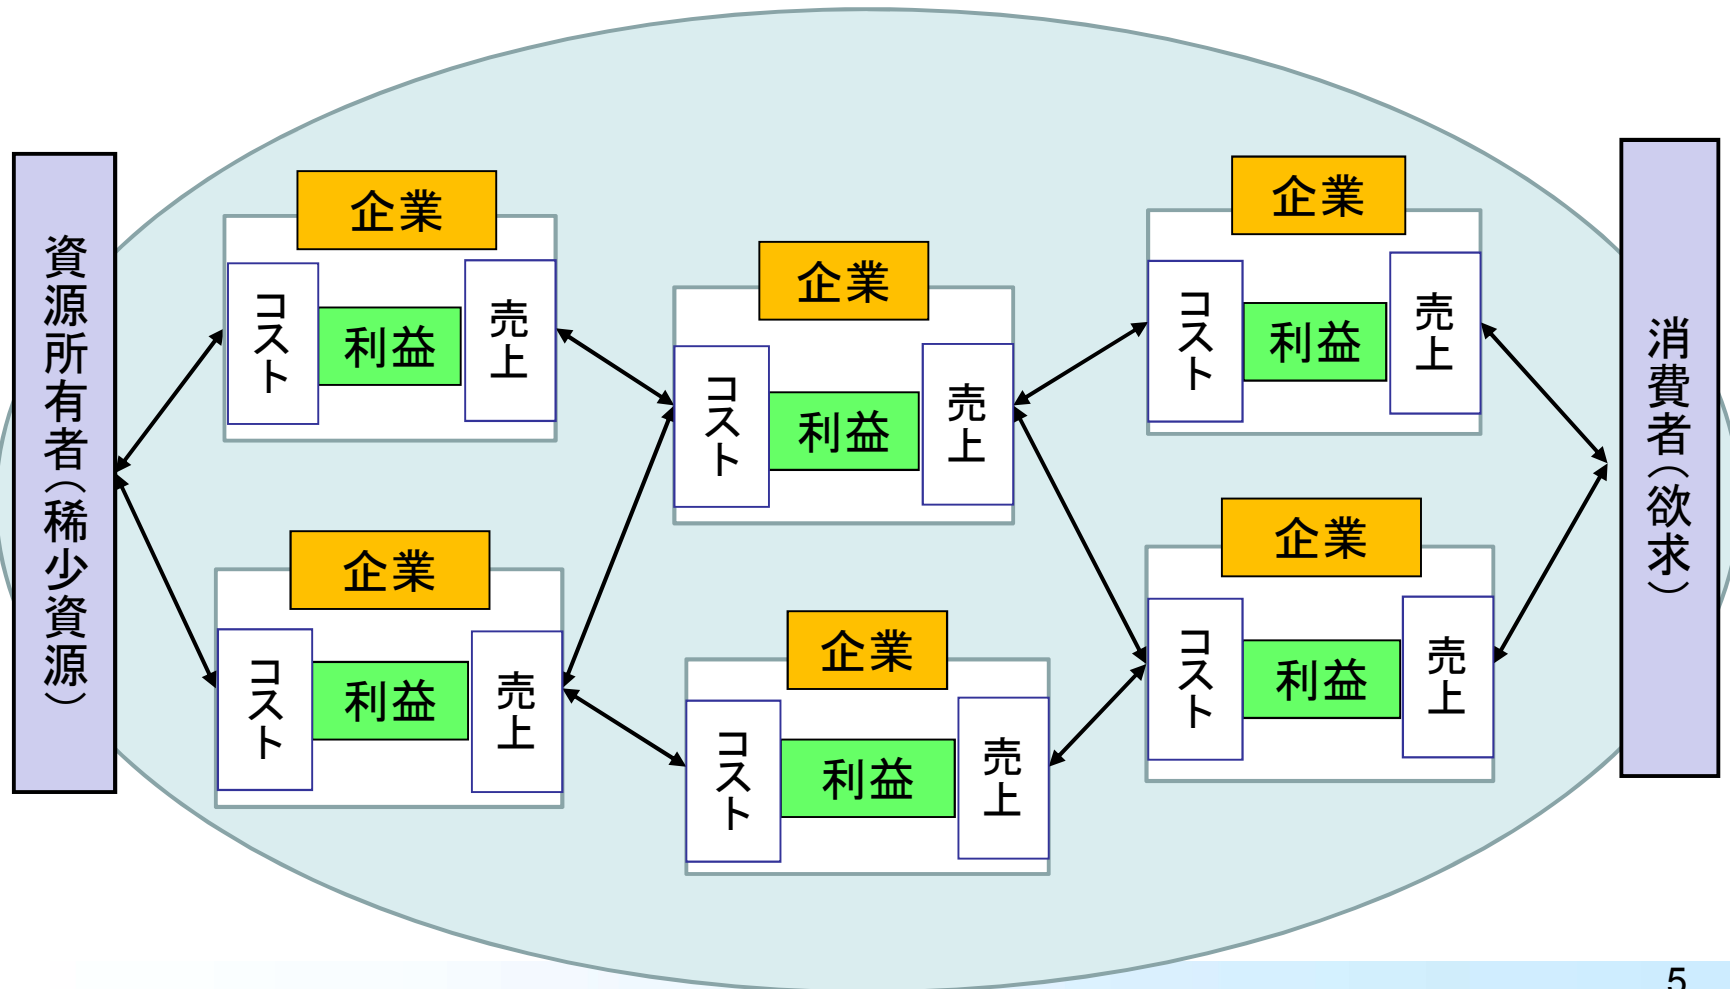 資源所有者（稀少資源）
企業
コスト
利益
売上
企業
コスト
利益
売上
企業
コスト
利益
売上
企業
コスト
利益
売上
企業
コスト
利益
売上
企業
コスト
利益
売上
消費者（欲求）
5